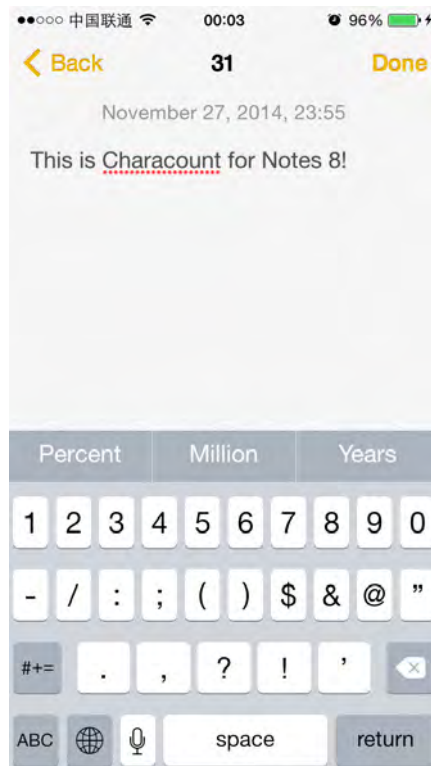 中国联通 00:03 96%
Back 31 Done
November 27, 2014, 23:55
This is Characount for Notes 8!
Percent Million Years
1 2 3 4 5 6 7 8 9 0
- / : ; ( ) $ & @ "
#+= . , ? ! '
ABC space return